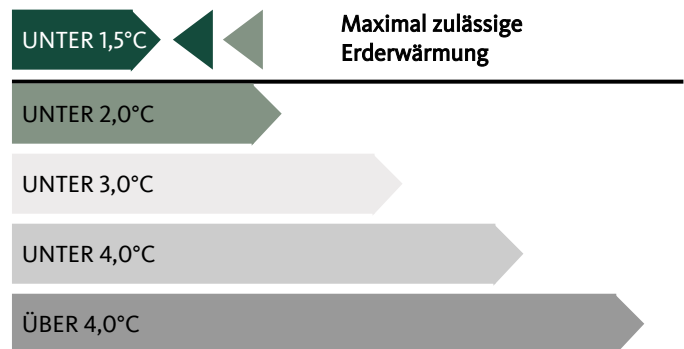 UNTER 1,5°C
Maximal zulässige
Erderwärmung
UNTER 2,0°C
UNTER 3,0°C
UNTER 4,0°C
ÜBER 4,0°C